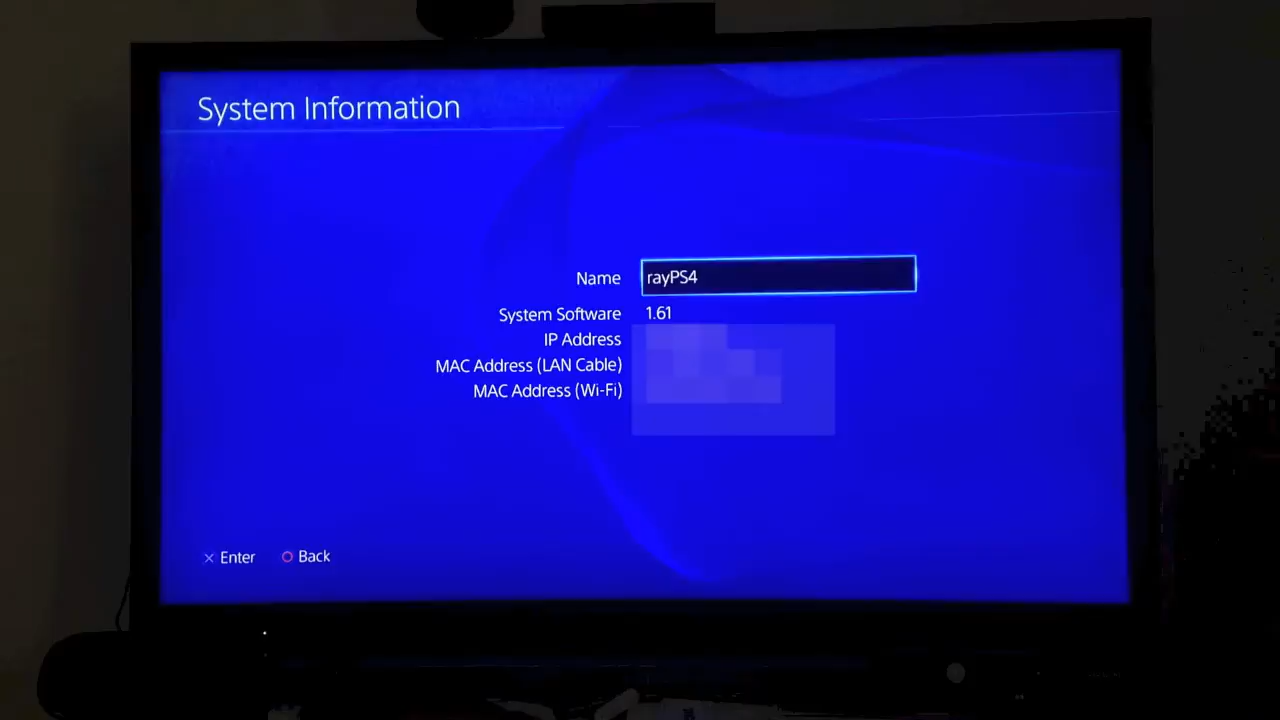 System Information
Name rayPS4
System Software 1.61
IP Address
MAC Address (LAN Cable)
MAC Address (Wi-Fi)
Enter Back